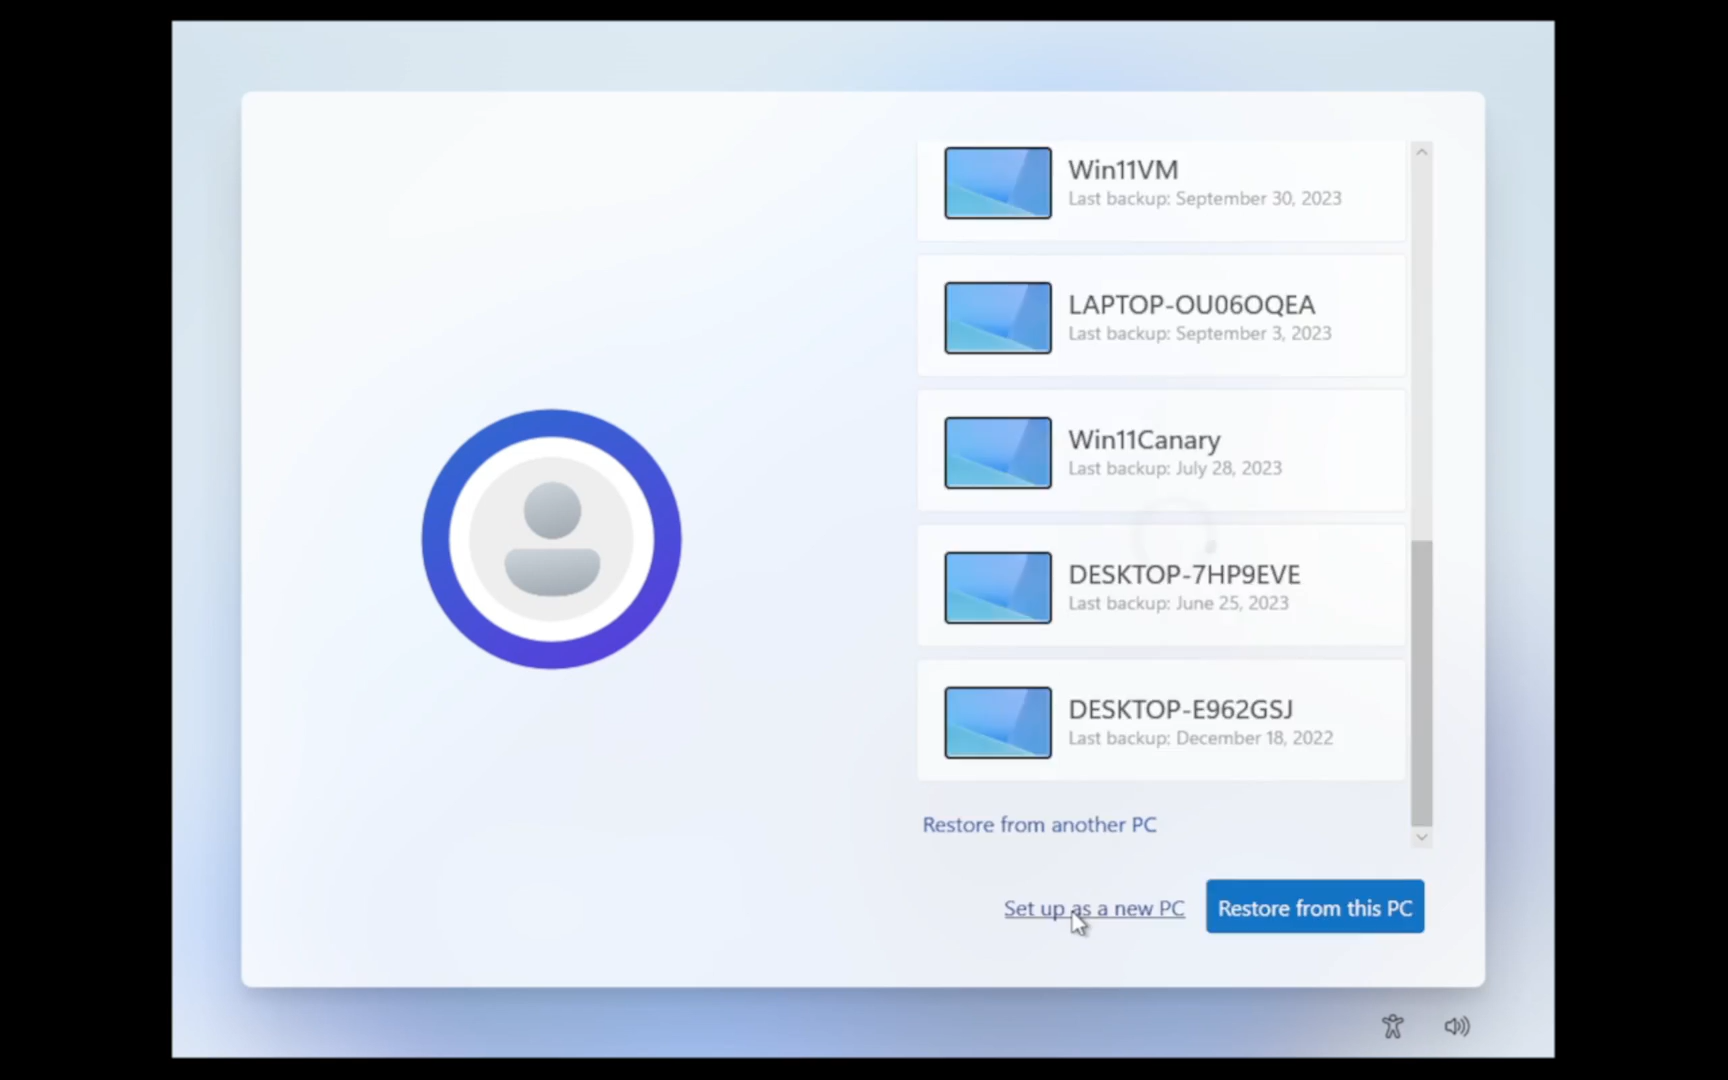 Win11VM
Last backup: September 30, 2023
LAPTOP-OU06OQEA
Last backup: September 3, 2023
Win11Canary
Last backup: July 28, 2023
DESKTOP-7HP9EVE
Last backup: June 25, 2023
DESKTOP-E962GSJ
Last backup: December 18, 2022
Restore from another PC
Set up as a new PC
Restore from this PC